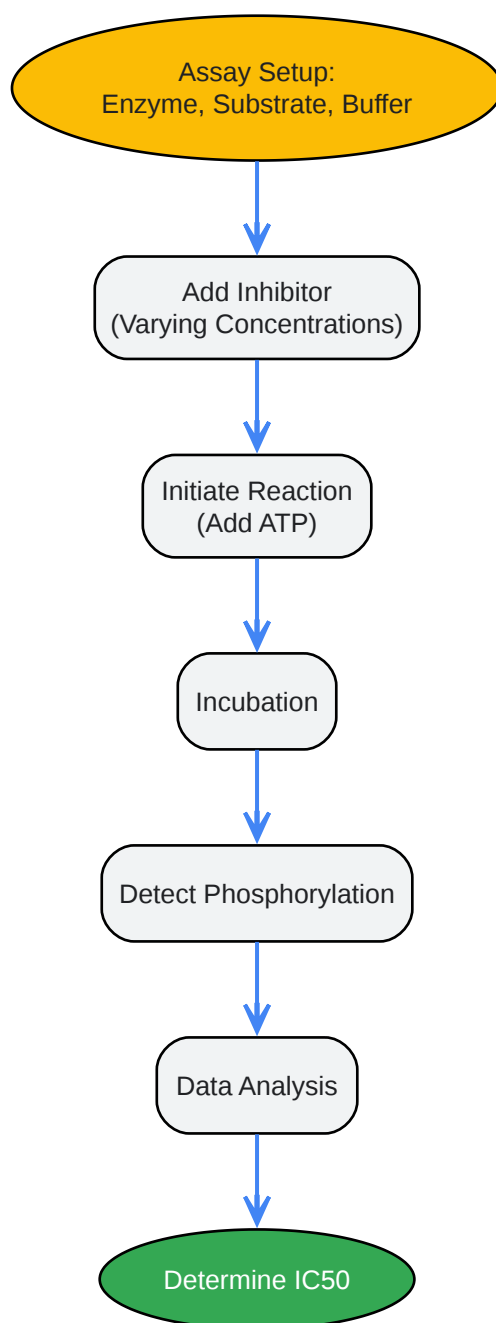 Assay Setup:
Enzyme, Substrate, Buffer
Add Inhibitor
(Varying Concentrations)
Initiate Reaction
(Add ATP)
Incubation
Detect Phosphorylation
Data Analysis
Determine IC50